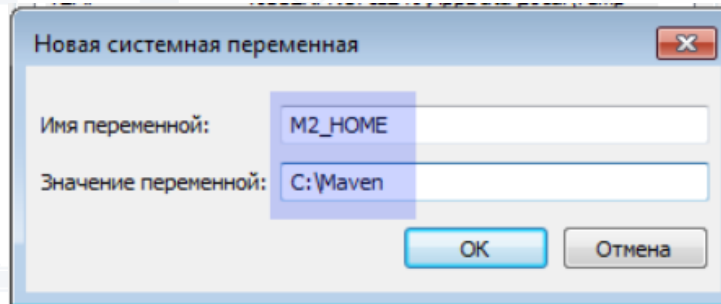 Новая системная переменная
Имя переменной: M2_HOME
Значение переменной: C:\Maven
OK Отмена